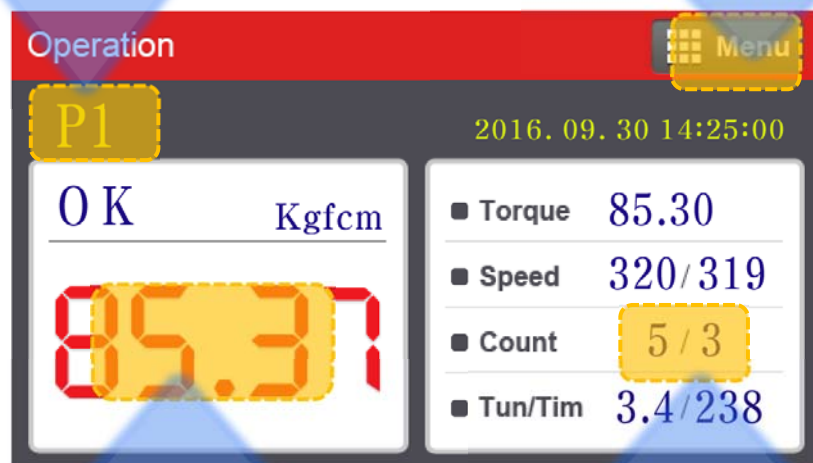 Operation
Menu
P1
2016. 09. 30 14:25:00
OK
Kgfcm
85.37
Torque 85.30
Speed 320/319
Count 5/3
Tun/Tim 3.4/238